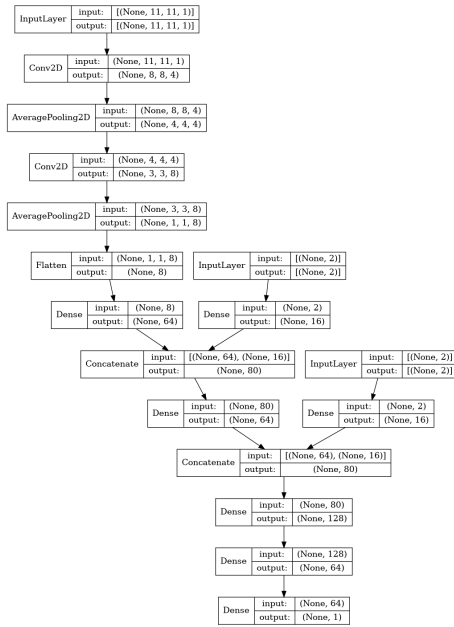 InputLayer input: [(None, 11, 11, 1)]
output: [(None, 11, 11, 1)]
Conv2D input: (None, 11, 11, 1)
output: (None, 8, 8, 4)
AveragePooling2D input: (None, 8, 8, 4)
output: (None, 4, 4, 4)
Conv2D input: (None, 4, 4, 4)
output: (None, 3, 3, 8)
AveragePooling2D input: (None, 3, 3, 8)
output: (None, 1, 1, 8)
Flatten input: (None, 1, 1, 8)
output: (None, 8)
InputLayer input: [(None, 2)]
output: [(None, 2)]
Dense input: (None, 8)
output: (None, 64)
Dense input: (None, 2)
output: (None, 16)
Concatenate input: [(None, 64), (None, 16)]
output: (None, 80)
InputLayer input: [(None, 2)]
output: [(None, 2)]
Dense input: (None, 80)
output: (None, 64)
Dense input: (None, 2)
output: (None, 16)
Concatenate input: [(None, 64), (None, 16)]
output: (None, 80)
Dense input: (None, 80)
output: (None, 128)
Dense input: (None, 128)
output: (None, 64)
Dense input: (None, 64)
output: (None, 1)